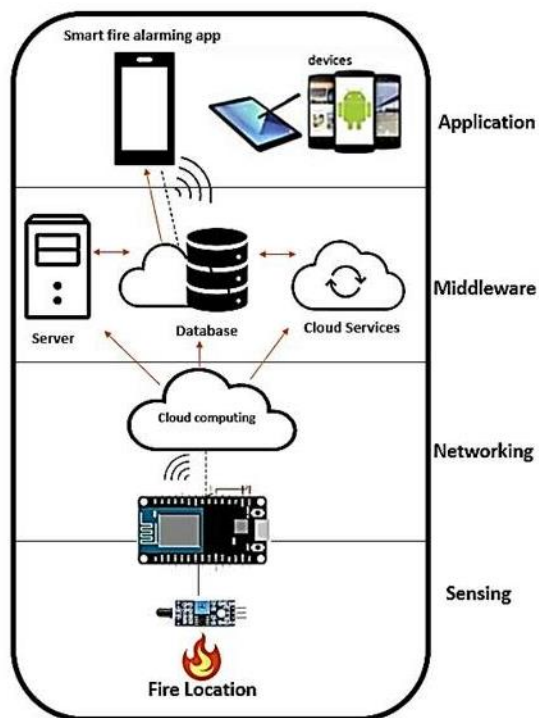 Smart fire alarming app
devices
Application
Server
Database
Cloud Services
Middleware
Cloud computing
Networking
Sensing
Fire Location